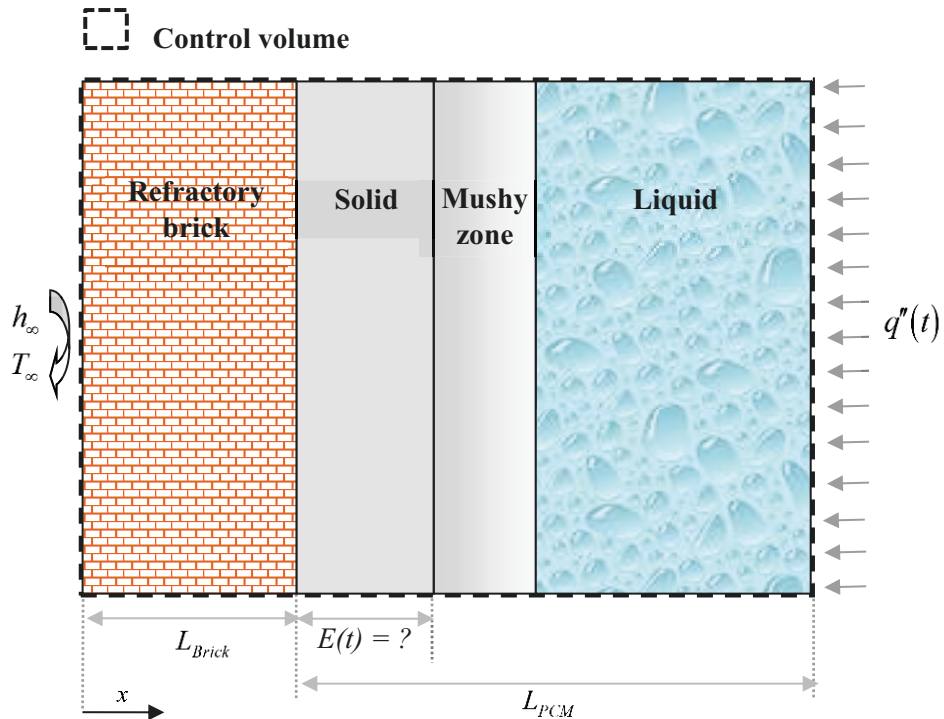 Control volume
Refractory
brick
Solid
Mushy
zone
Liquid
h∞
T∞
q"(t)
L_Brick
E(t) = ?
x
L_PCM